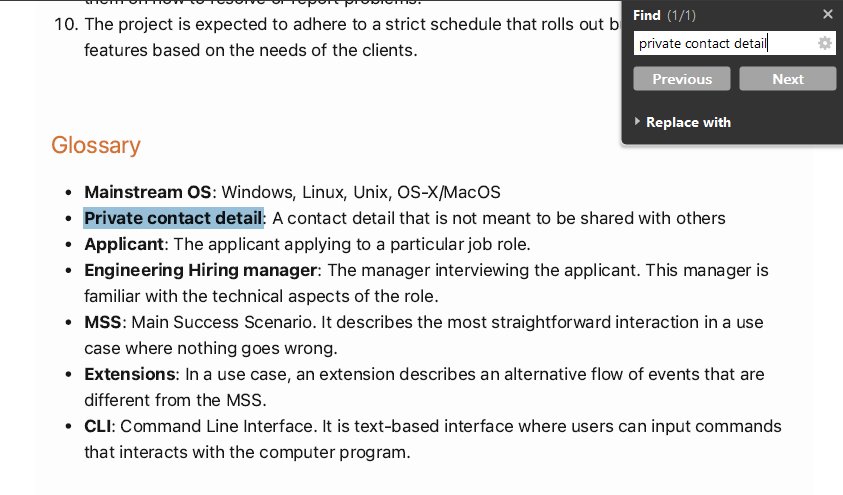 them on how to resolve or report problems.
10. The project is expected to adhere to a strict schedule that rolls out
features based on the needs of the clients.
Find (1/1)
private contact detail
Previous
Next
Replace with
Glossary
• Mainstream OS: Windows, Linux, Unix, OS-X/MacOS
• Private contact detail: A contact detail that is not meant to be shared with others
• Applicant: The applicant applying to a particular job role.
• Engineering Hiring manager: The manager interviewing the applicant. This manager is
familiar with the technical aspects of the role.
• MSS: Main Success Scenario. It describes the most straightforward interaction in a use
case where nothing goes wrong.
• Extensions: In a use case, an extension describes an alternative flow of events that are
different from the MSS.
• CLI: Command Line Interface. It is text-based interface where users can input commands
that interacts with the computer program.